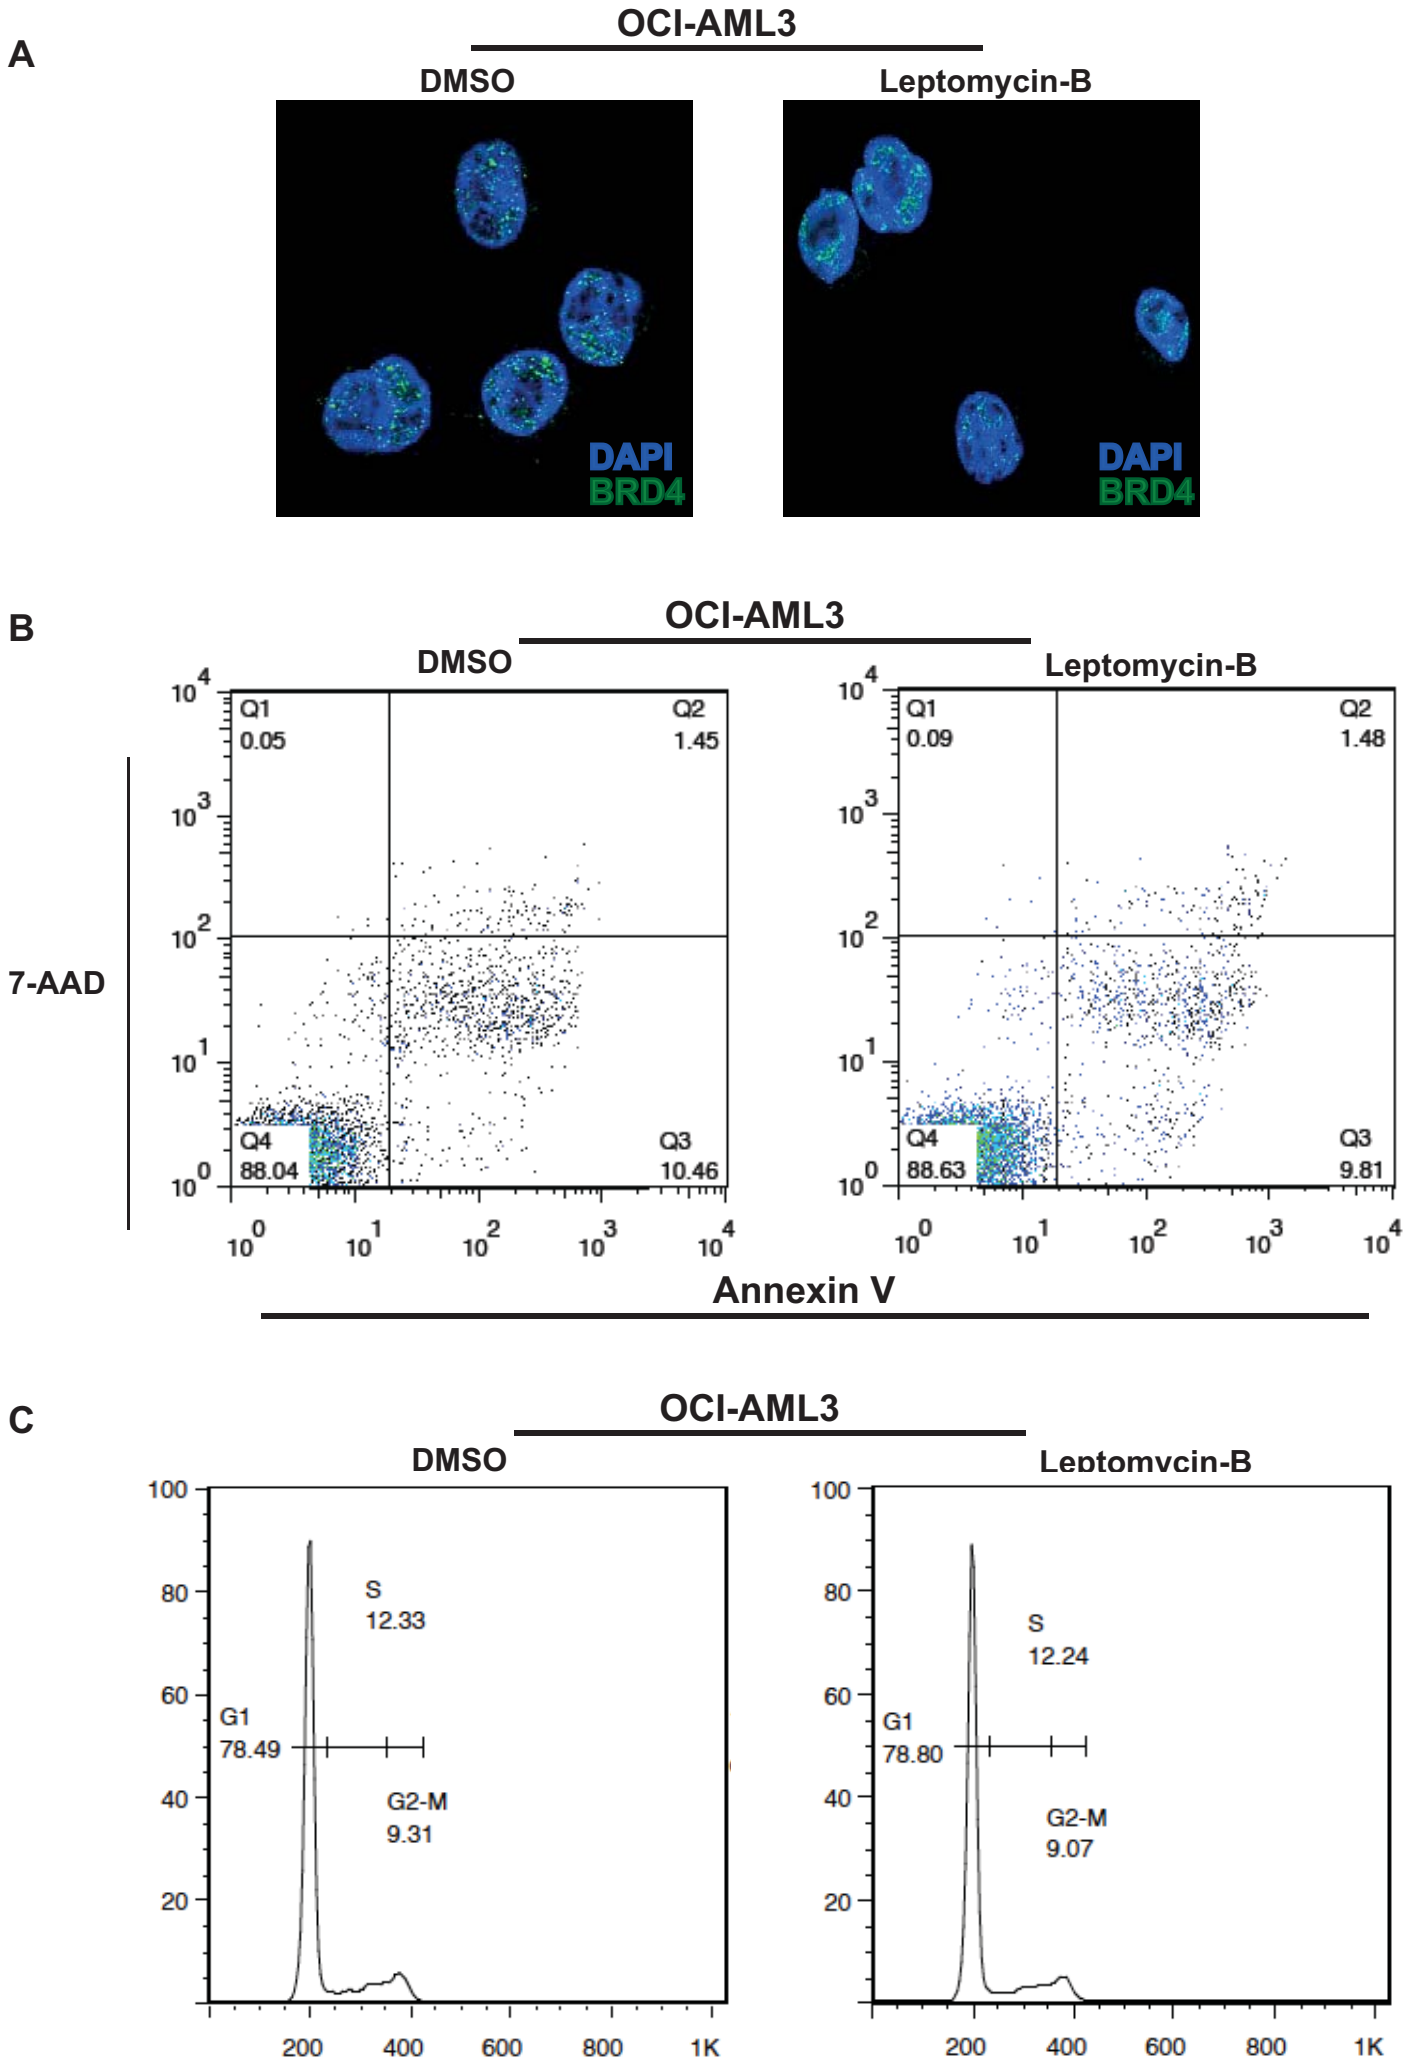 A
OCI-AML3
DMSO
Leptomycin-B
DAPI
BRD4
DAPI
BRD4
B
OCI-AML3
DMSO
Leptomycin-B
10^4
10^3
10^2
10^1
10^0
Q1
0.05
Q2
1.45
Q4
88.04
Q3
10.46
10^0 10^1 10^2 10^3 10^4
10^4
10^3
10^2
10^1
10^0
Q1
0.09
Q2
1.48
Q4
88.63
Q3
9.81
10^0 10^1 10^2 10^3 10^4
7-AAD
Annexin V
C
OCI-AML3
DMSO
Leptomycin-B
100
80
60
40
20
S
12.33
G1
78.49
G2-M
9.31
200 400 600 800 1K
100
80
60
40
20
S
12.24
G1
78.80
G2-M
9.07
200 400 600 800 1K